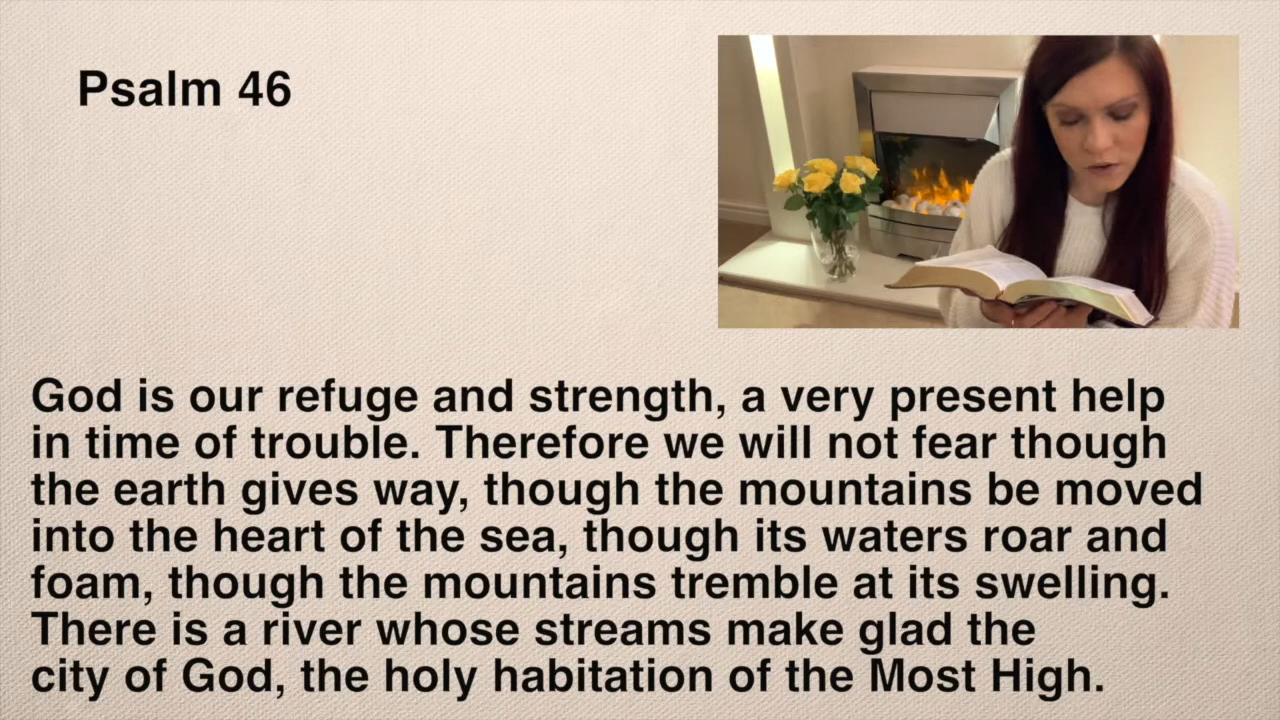 Psalm 46
God is our refuge and strength, a very present help
in time of trouble. Therefore we will not fear though
the earth gives way, though the mountains be moved
into the heart of the sea, though its waters roar and
foam, though the mountains tremble at its swelling.
There is a river whose streams make glad the
city of God, the holy habitation of the Most High.